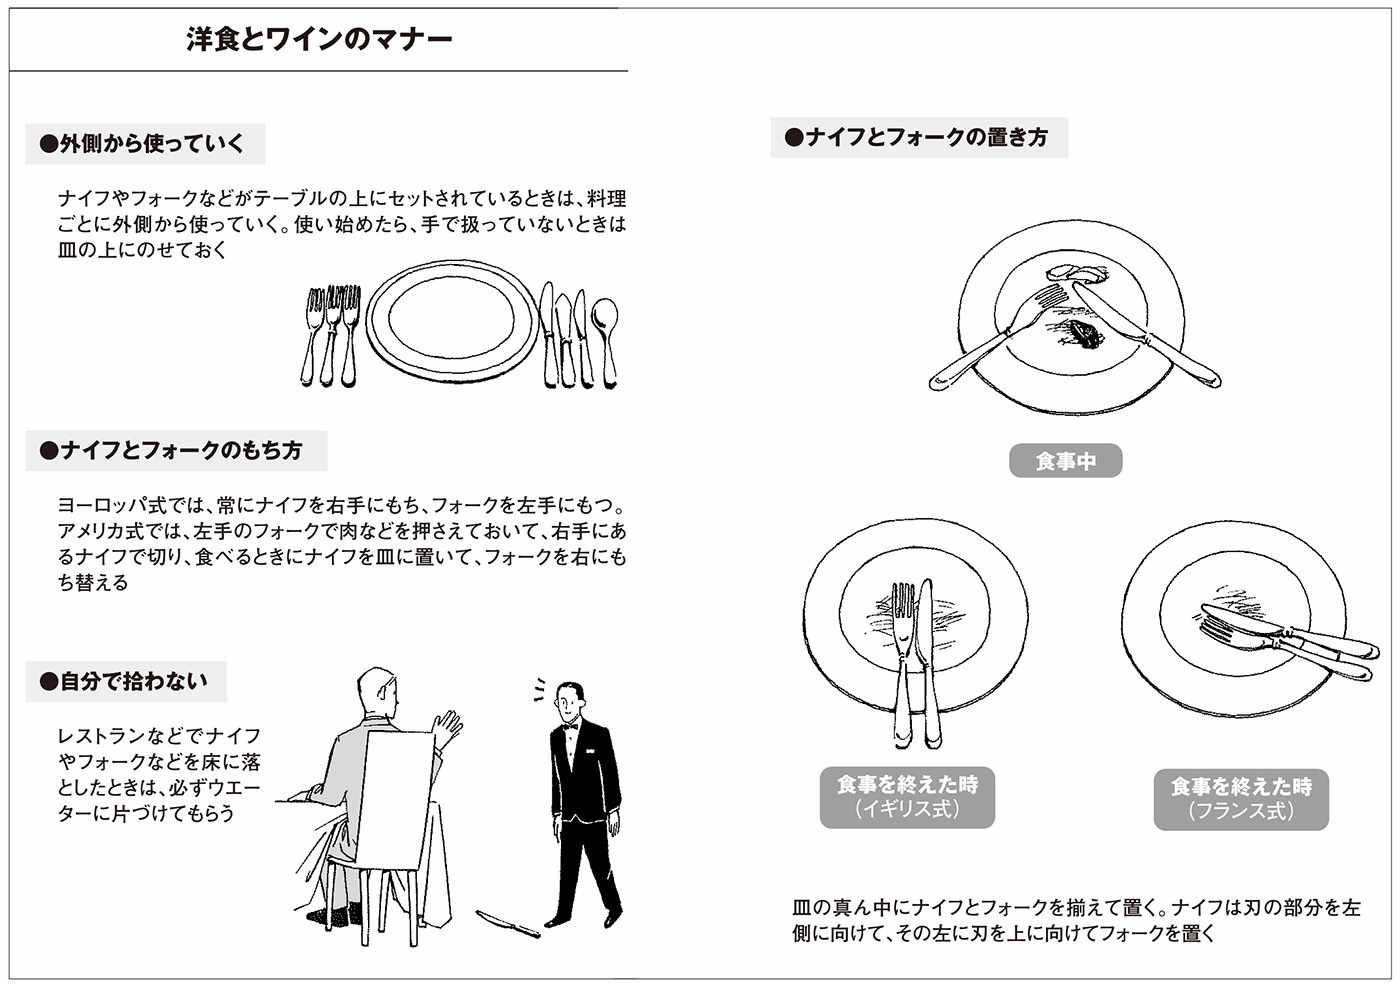 洋食とワインのマナー
●外側から使っていく
ナイフやフォークなどがテーブルの上にセットされているときは、料理
ごとに外側から使っていく。使い始めたら、手で扱っていないときは
皿の上にのせておく
●ナイフとフォークのもち方
ヨーロッパ式では、常にナイフを右手にもち、フォークを左手にもつ。
アメリカ式では、左手のフォークで肉などを押さえておいて、右手にあ
るナイフで切り、食べるときにナイフを皿に置いて、フォークを右にも
ち替える
●自分で拾わない
レストランなどでナイフ
やフォークなどを床に落
としたときは、必ずウエー
ターに片づけてもらう
●ナイフとフォークの置き方
食事中
食事を終えた時
（イギリス式）
食事を終えた時
（フランス式）
皿の真ん中にナイフとフォークを揃えて置く。ナイフは刃の部分を左
側に向けて、その左に刃を上に向けてフォークを置く